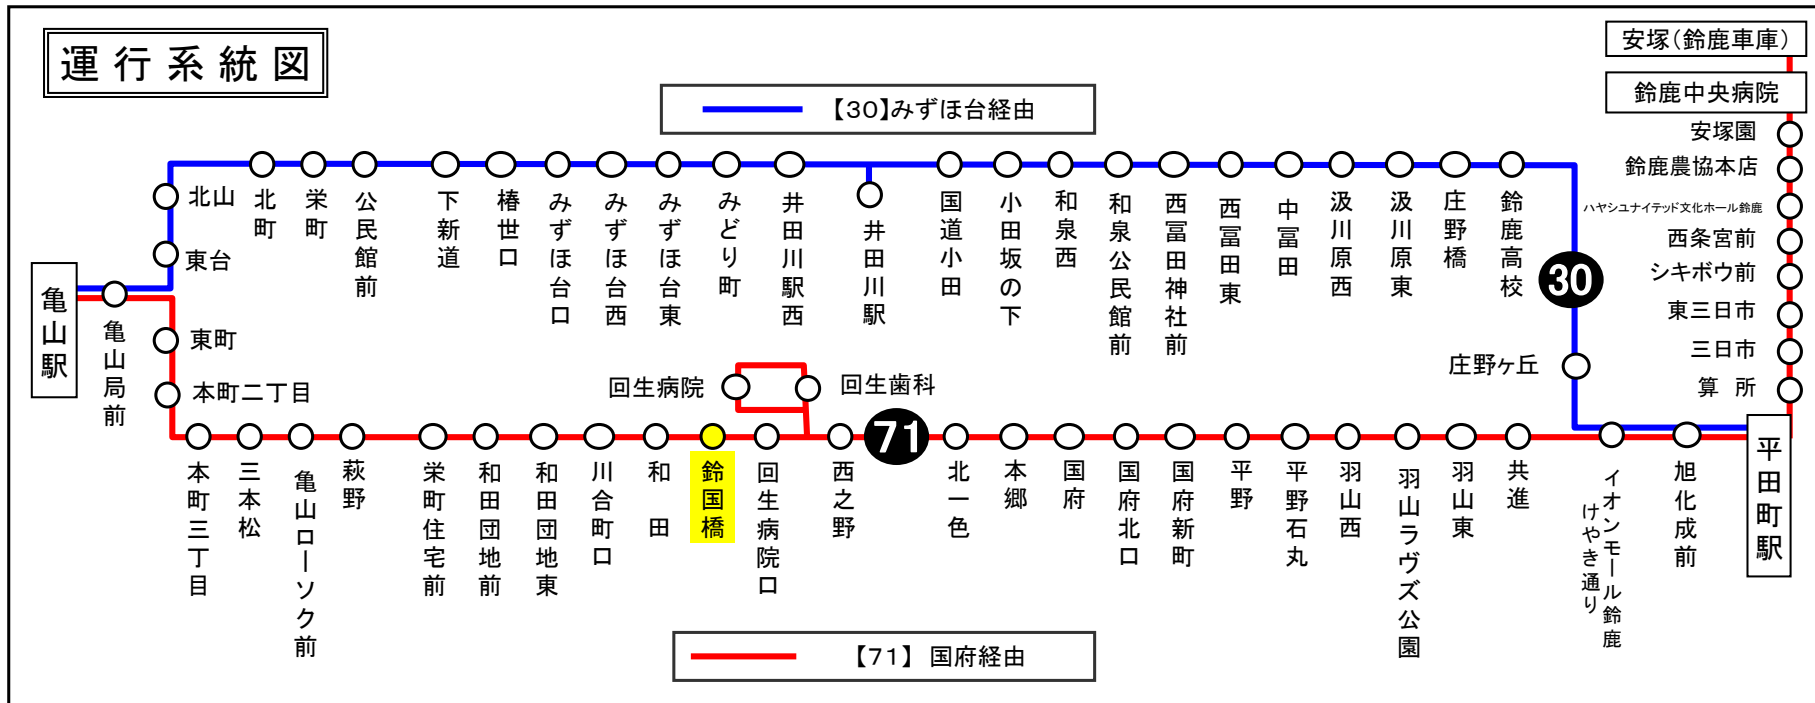 運行系統図
【30】みずほ台経由
安塚(鈴鹿車庫)
鈴鹿中央病院
安塚園
鈴鹿農協本店
ハヤシユナイテッド文化ホール鈴鹿
西条宮前
シキボウ前
東三日市
三日市
算 所
平田町駅
亀山駅
亀山局前
東台
北山
北町
栄町
公民館前
下新道
椿世口
みずほ台口
みずほ台西
みずほ台東
みどり町
井田川駅西
井田川駅
国道小田
小田坂の下
和泉西
和泉公民館前
西冨田神社前
西冨田東
中冨田
汲川原西
汲川原東
庄野橋
鈴鹿高校
30
庄野ヶ丘
東町
本町二丁目
本町三丁目
三本松
亀山ローソク前
萩野
栄町住宅前
和田団地前
和田団地東
川合町口
和 田
鈴国橋
回生病院口
回生病院
回生歯科
西之野
71
北一色
本郷
国府
国府北口
国府新町
平野
平野石丸
羽山西
羽山ラヴズ公園
羽山東
共進
イオンモール鈴鹿
けやき通り
旭化成前
【71】 国府経由